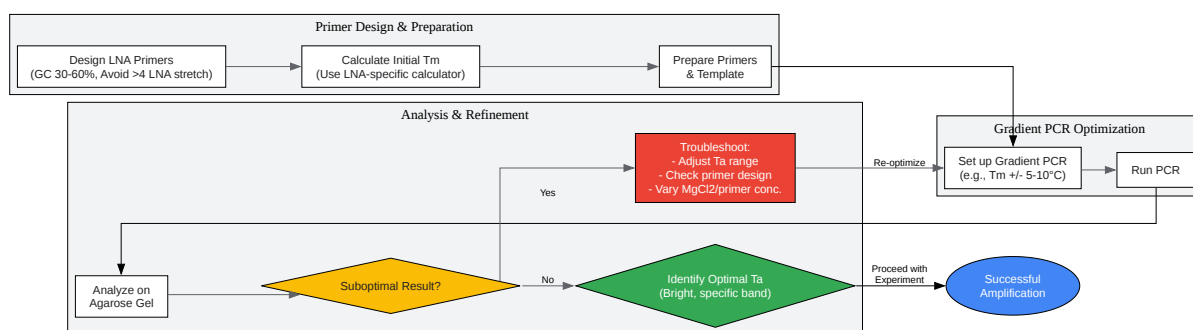 Primer Design & Preparation
Design LNA Primers
(GC 30-60%, Avoid >4 LNA stretch)
Calculate Initial Tm
(Use LNA-specific calculator)
Prepare Primers
& Template
Analysis & Refinement
Gradient PCR Optimization
Troubleshoot:
- Adjust Ta range
- Check primer design
- Vary MgCl2/primer conc.
Re-optimize
Set up Gradient PCR
(e.g., Tm +/- 5-10°C)
Run PCR
Yes
Analyze on
Agarose Gel
Suboptimal Result?
No
Identify Optimal Ta
(Bright, specific band)
Proceed with
Experiment
Successful
Amplification